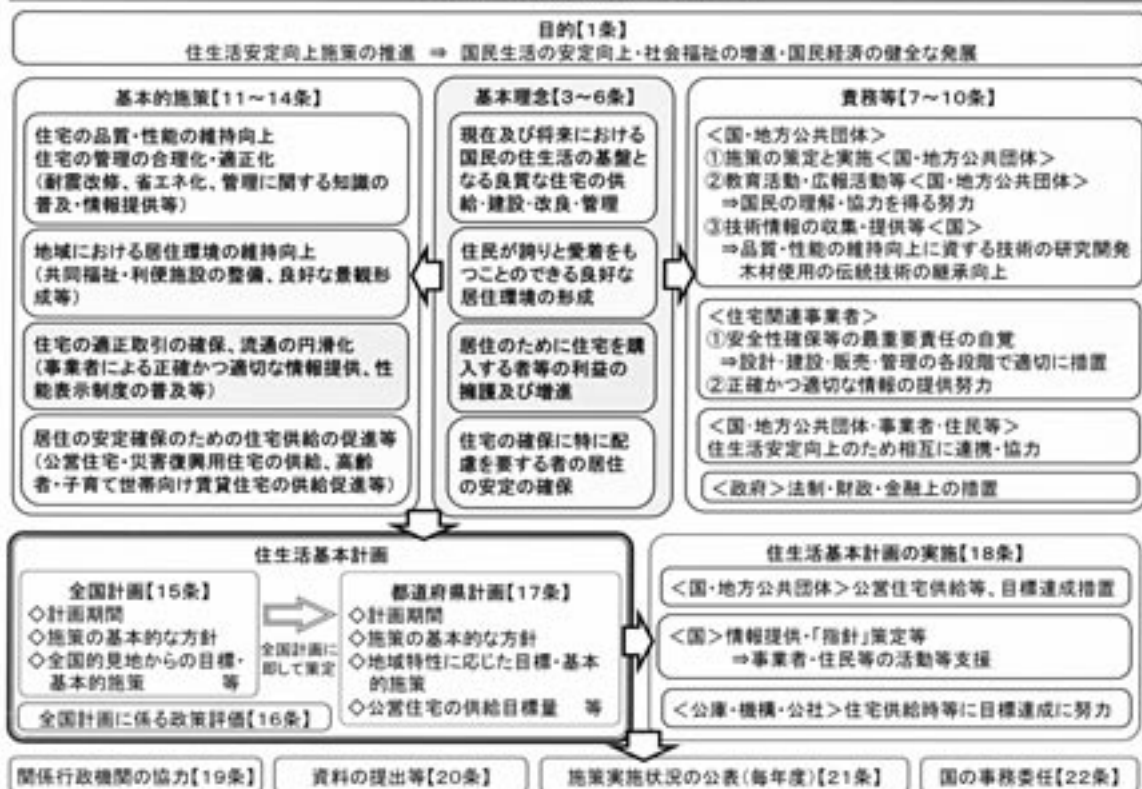 目的【1条】
住生活安定向上施策の推進 ⇒ 国民生活の安定向上・社会福祉の増進・国民経済の健全な発展
基本的施策【11～14条】
住宅の品質・性能の維持向上
住宅の管理の合理化・適正化
(耐震改修、省エネ化、管理に関する知識の
普及・情報提供等)
地域における居住環境の維持向上
(共同福祉・利便施設の整備、良好な景観形
成等)
住宅の適正取引の確保、流通の円滑化
(事業者による正確かつ適切な情報提供、性
能表示制度の普及等)
居住の安定確保のための住宅供給の促進等
(公営住宅・災害復興用住宅の供給、高齢
者・子育て世帯向け賃貸住宅の供給促進等)
基本理念【3～6条】
現在及び将来における
国民の住生活の基盤と
なる良質な住宅の供
給・建設・改良・管理
住民が誇りと愛着をも
つことのできる良好な
居住環境の形成
居住のために住宅を購
入する者等の利益の
擁護及び増進
住宅の確保に特に配
慮を要する者の居住
の安定の確保
責務等【7～10条】
<国・地方公共団体>
①施策の策定と実施<国・地方公共団体>
②教育活動・広報活動等<国・地方公共団体>
⇒国民の理解・協力を得る努力
③技術情報の収集・提供等<国>
⇒品質・性能の維持向上に資する技術の研究開発
木材使用の伝統技術の継承向上
<住宅関連事業者>
①安全性確保等の最重要責任の自覚
⇒設計・建設・販売・管理の各段階で適切に措置
②正確かつ適切な情報の提供努力
<国・地方公共団体・事業者・住民等>
住生活安定向上のため相互に連携・協力
<政府>法制・財政・金融上の措置
住生活基本計画
全国計画【15条】
◇計画期間
◇施策の基本的な方針
◇全国的見地からの目標・
基本的施策 等
全国計画に係る政策評価【16条】
全国計画に
即して策定
都道府県計画【17条】
◇計画期間
◇施策の基本的な方針
◇地域特性に応じた目標・基本
的施策
◇公営住宅の供給目標量 等
住生活基本計画の実施【18条】
<国・地方公共団体>公営住宅供給等、目標達成措置
<国>情報提供・「指針」策定等
⇒事業者・住民等の活動等支援
<公庫・機構・公社>住宅供給時等に目標達成に努力
関係行政機関の協力【19条】
資料の提出等【20条】
施策実施状況の公表(毎年度)【21条】
国の事務委任【22条】